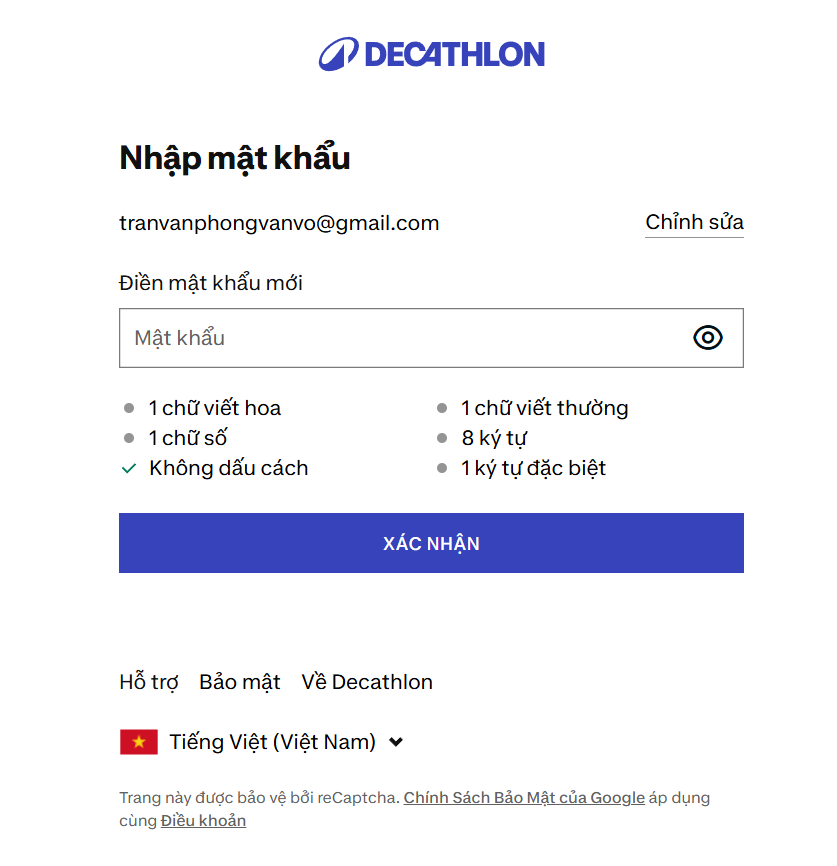 DECATHLON
Nhập mật khẩu
tranvanphongvanvo@gmail.com Chỉnh sửa
Điền mật khẩu mới
Mật khẩu
1 chữ viết hoa 1 chữ viết thường
1 chữ số 8 ký tự
Không dấu cách 1 ký tự đặc biệt
XÁC NHẬN
Hỗ trợ Bảo mật Về Decathlon
Tiếng Việt (Việt Nam)
Trang này được bảo vệ bởi reCaptcha. Chính Sách Bảo Mật của Google áp dụng
cùng Điều khoản